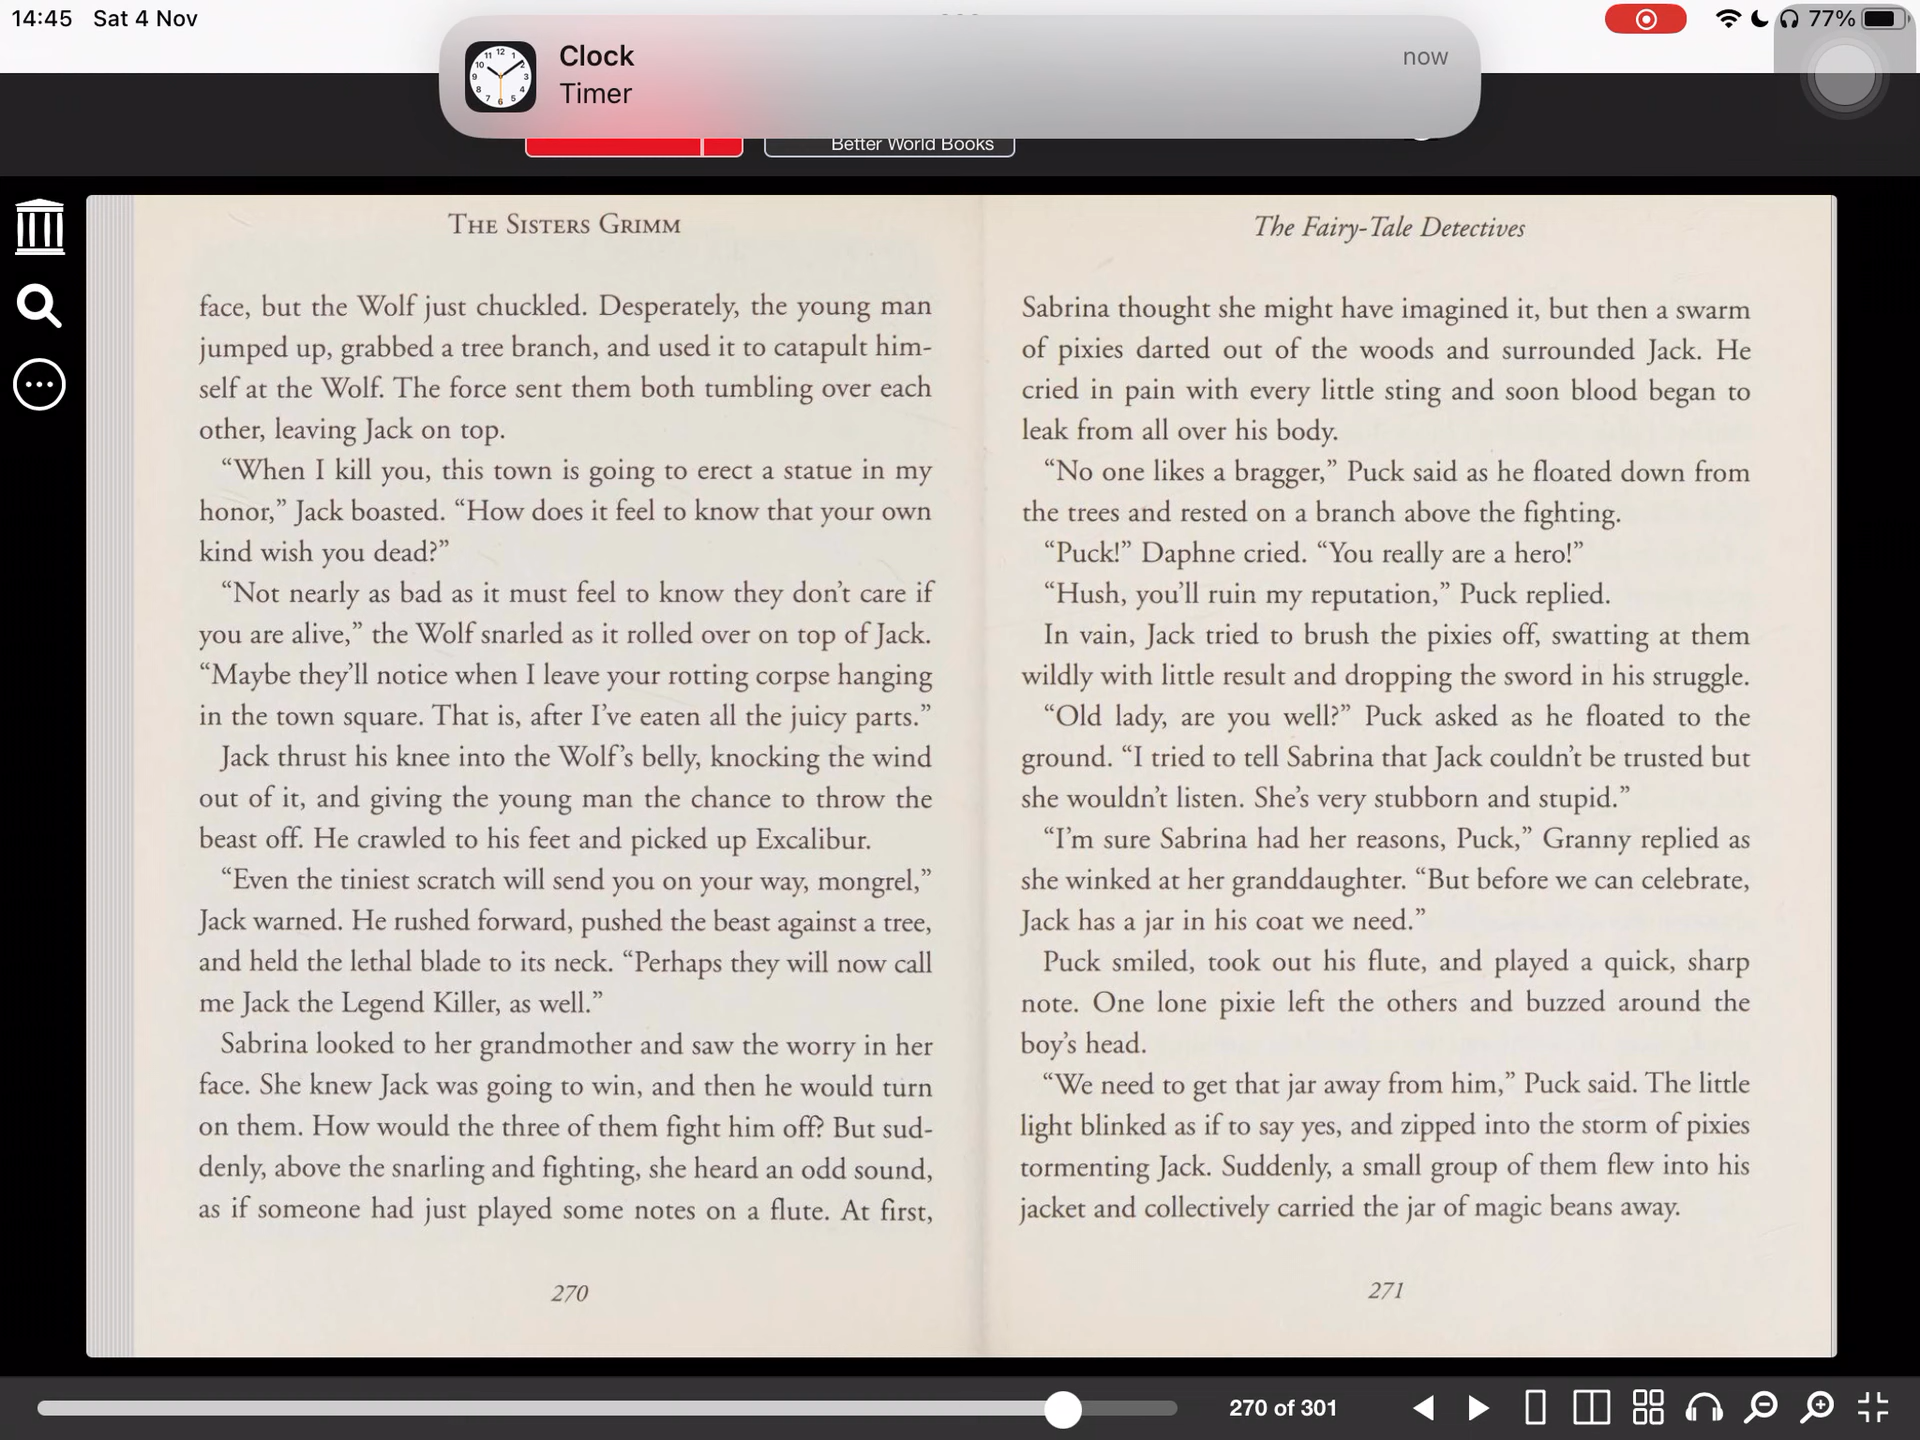 14:45 Sat 4 Nov
77%
Clock
now
Timer
Better World Books
THE SISTERS GRIMM
face, but the Wolf just chuckled. Desperately, the young man
jumped up, grabbed a tree branch, and used it to catapult him-
self at the Wolf. The force sent them both tumbling over each
other, leaving Jack on top.
“When I kill you, this town is going to erect a statue in my
honor,” Jack boasted. “How does it feel to know that your own
kind wish you dead?”
“Not nearly as bad as it must feel to know they don’t care if
you are alive,” the Wolf snarled as it rolled over on top of Jack.
“Maybe they’ll notice when I leave your rotting corpse hanging
in the town square. That is, after I’ve eaten all the juicy parts.”
Jack thrust his knee into the Wolf’s belly, knocking the wind
out of it, and giving the young man the chance to throw the
beast off. He crawled to his feet and picked up Excalibur.
“Even the tiniest scratch will send you on your way, mongrel,”
Jack warned. He rushed forward, pushed the beast against a tree,
and held the lethal blade to its neck. “Perhaps they will now call
me Jack the Legend Killer, as well.”
Sabrina looked to her grandmother and saw the worry in her
face. She knew Jack was going to win, and then he would turn
on them. How would the three of them fight him off? But sud-
denly, above the snarling and fighting, she heard an odd sound,
as if someone had just played some notes on a flute. At first,
270
The Fairy-Tale Detectives
Sabrina thought she might have imagined it, but then a swarm
of pixies darted out of the woods and surrounded Jack. He
cried in pain with every little sting and soon blood began to
leak from all over his body.
“No one likes a bragger,” Puck said as he floated down from
the trees and rested on a branch above the fighting.
“Puck!” Daphne cried. “You really are a hero!”
“Hush, you’ll ruin my reputation,” Puck replied.
In vain, Jack tried to brush the pixies off, swatting at them
wildly with little result and dropping the sword in his struggle.
“Old lady, are you well?” Puck asked as he floated to the
ground. “I tried to tell Sabrina that Jack couldn’t be trusted but
she wouldn’t listen. She’s very stubborn and stupid.”
“I’m sure Sabrina had her reasons, Puck,” Granny replied as
she winked at her granddaughter. “But before we can celebrate,
Jack has a jar in his coat we need.”
Puck smiled, took out his flute, and played a quick, sharp
note. One lone pixie left the others and buzzed around the
boy’s head.
“We need to get that jar away from him,” Puck said. The little
light blinked as if to say yes, and zipped into the storm of pixies
tormenting Jack. Suddenly, a small group of them flew into his
jacket and collectively carried the jar of magic beans away.
271
270 of 301